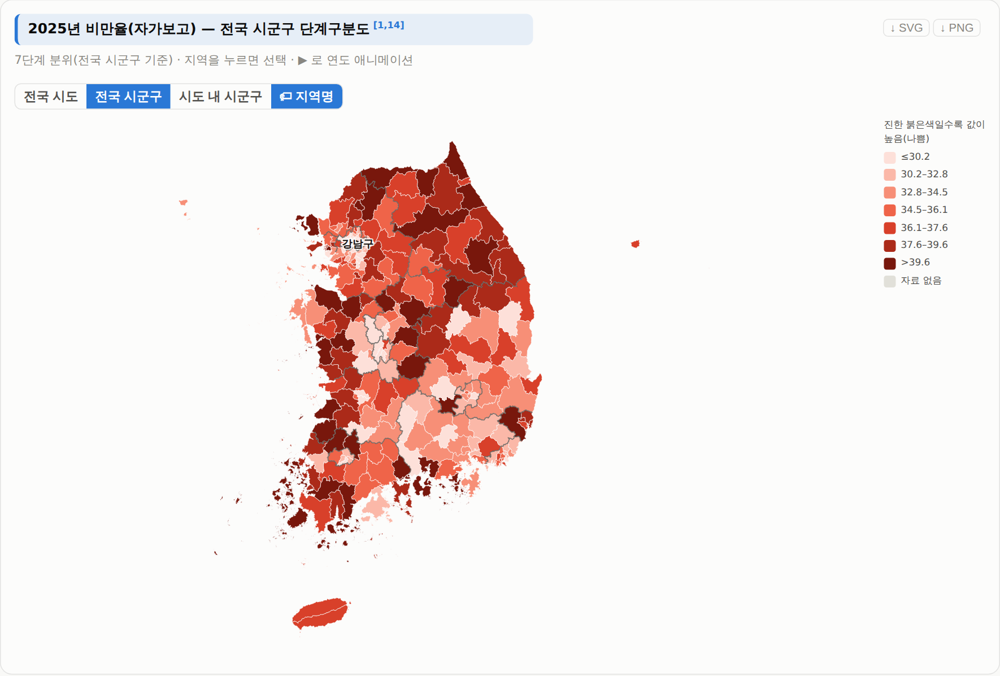 2025년 비만율(자가보고) — 전국 시군구 단계구분도 [1,14]
↓ SVG
↓ PNG
7단계 분위(전국 시군구 기준) · 지역을 누르면 선택 · ▶ 로 연도 애니메이션
전국 시도
전국 시군구
시도 내 시군구
🏷 지역명
진한 붉은색일수록 값이
높음(나쁨)
≤30.2
30.2–32.8
32.8–34.5
34.5–36.1
36.1–37.6
37.6–39.6
>39.6
자료 없음
강남구